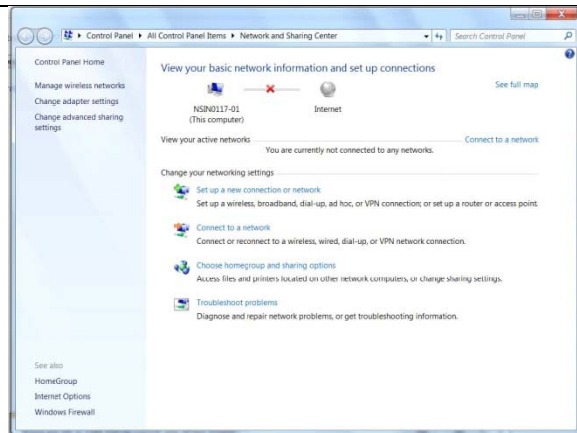 Control Panel ▸ All Control Panel Items ▸ Network and Sharing Center
Search Control Panel
Control Panel Home
Manage wireless networks
Change adapter settings
Change advanced sharing
settings
See also
HomeGroup
Internet Options
Windows Firewall
View your basic network information and set up connections
See full map
NSIN0117-01
(This computer)
Internet
View your active networks
Connect to a network
You are currently not connected to any networks.
Change your networking settings
Set up a new connection or network
Set up a wireless, broadband, dial-up, ad hoc, or VPN connection; or set up a router or access point.
Connect to a network
Connect or reconnect to a wireless, wired, dial-up, or VPN network connection.
Choose homegroup and sharing options
Access files and printers located on other network computers, or change sharing settings.
Troubleshoot problems
Diagnose and repair network problems, or get troubleshooting information.